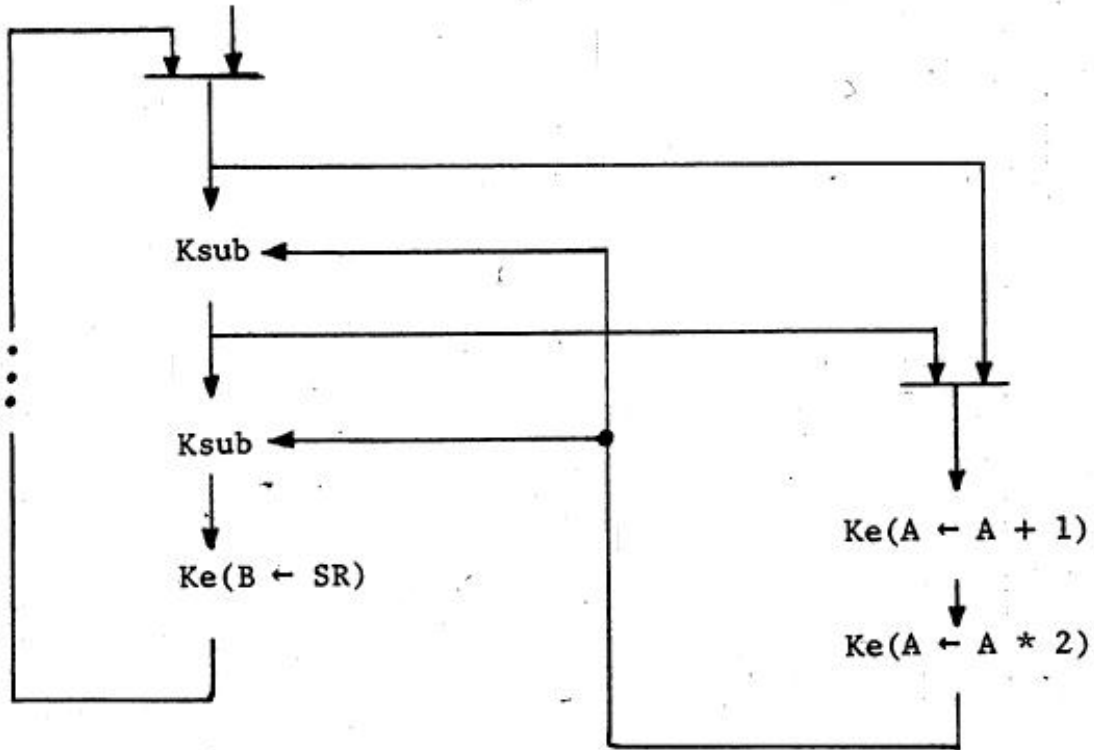 Ksub
Ksub
Ke(A ← A + 1)
Ke(B ← SR)
Ke(A ← A * 2)